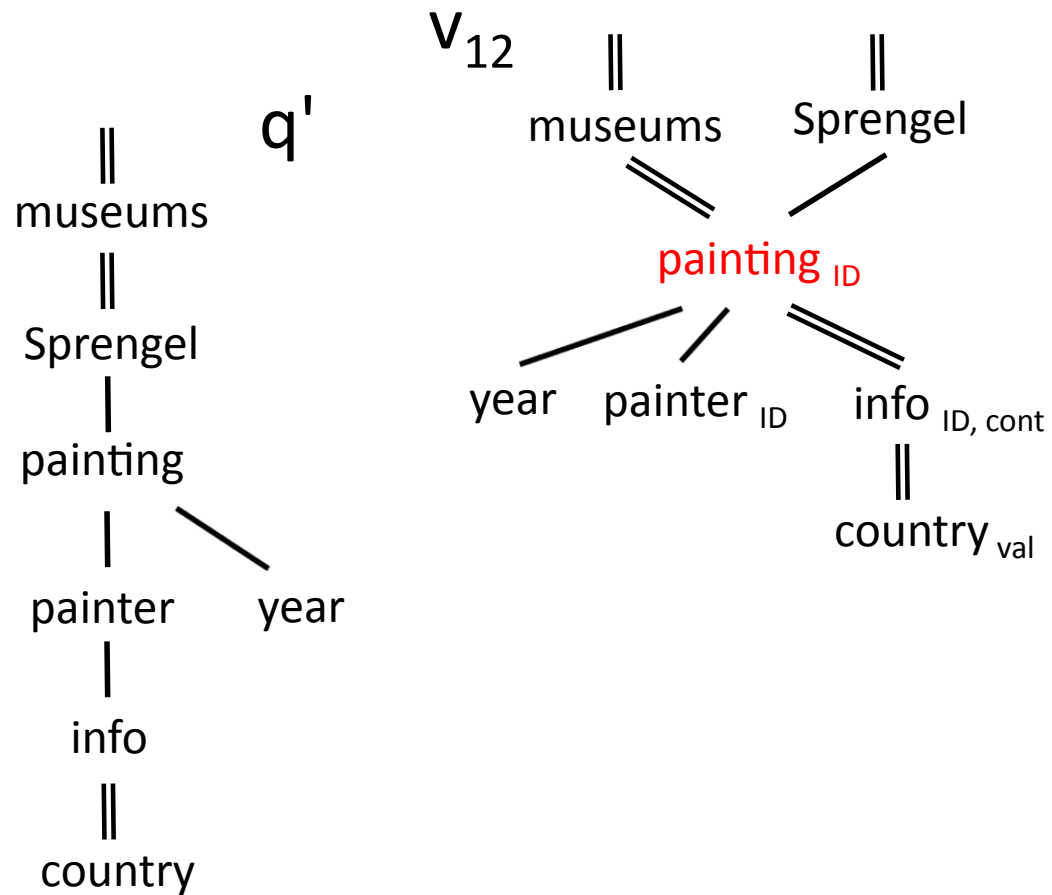 q'
museums
Sprengel
painting
painter year
info
country
v12
museums Sprengel
painting ID
year painter ID info ID, cont
country val